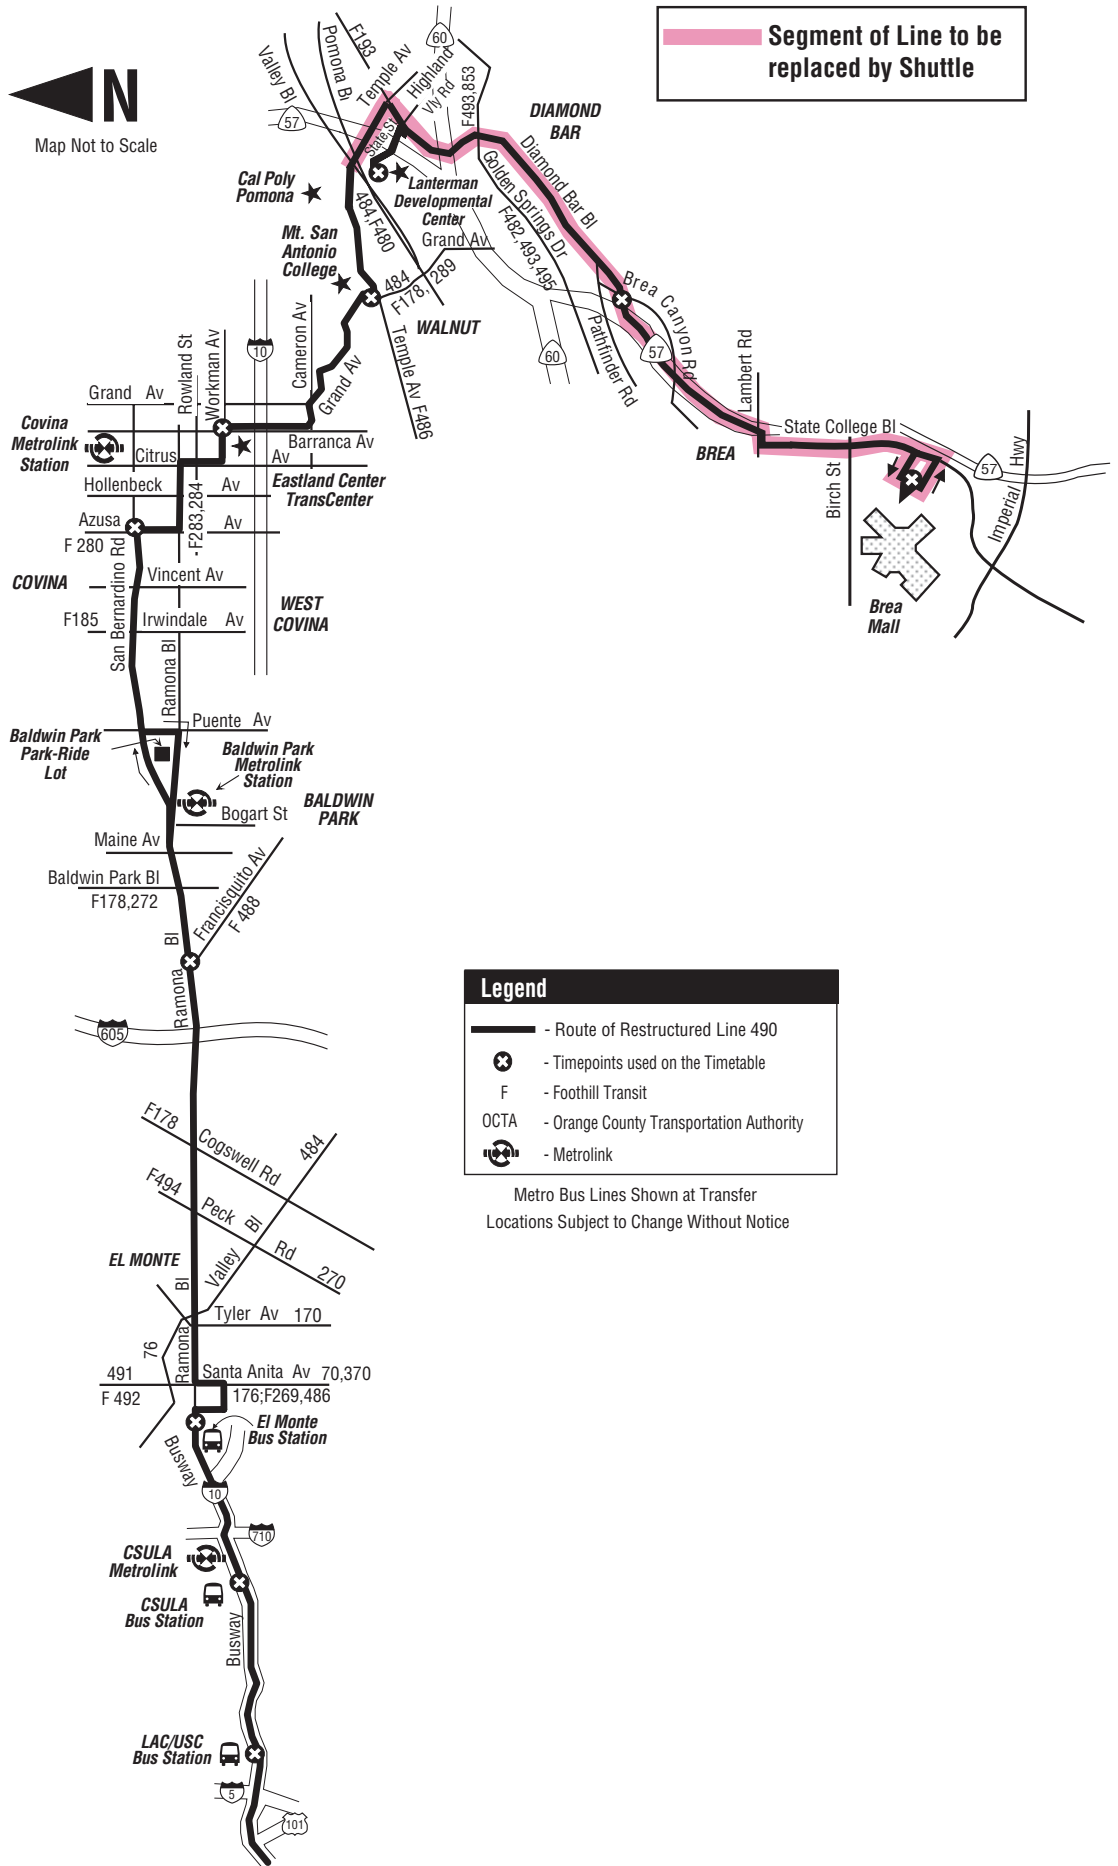 Segment of Line to be
replaced by Shuttle
N
Map Not to Scale
Valley Bl
Pomona Bl
F193
Temple Av
Highland
Vly Rd
60
F493,853
57
State St
DIAMOND
BAR
Cal Poly
Pomona
Lanterman
Developmental
Center
484,F480
Golden Springs Dr
F482,493,495
Diamond Bar Bl
Mt. San
Antonio
College
Grand Av
484
F178, 289
WALNUT
Temple Av F486
60
Brea Canyon Rd
Pathfinder Rd
57
Lambert Rd
State College Bl
BREA
Birch St
57
Imperial Hwy
Brea
Mall
Rowland St
Workman Av
10
Cameron Av
Grand Av
Grand Av
Covina
Metrolink
Station
Barranca Av
Citrus Av
Eastland Center
TransCenter
Hollenbeck Av
F283,284
Azusa Av
F 280
San Bernardino Rd
COVINA
Vincent Av
WEST
COVINA
F185
Irwindale Av
Ramona Bl
Puente Av
Baldwin Park
Park-Ride
Lot
Baldwin Park
Metrolink
Station
BALDWIN
PARK
Bogart St
Maine Av
Baldwin Park Bl
F178,272
Francisquito Av
F 488
Ramona Bl
605
Legend
- Route of Restructured Line 490
- Timepoints used on the Timetable
F - Foothill Transit
OCTA - Orange County Transportation Authority
- Metrolink
Metro Bus Lines Shown at Transfer
Locations Subject to Change Without Notice
F178
Cogswell Rd
484
F494
Peck Rd
270
Valley Bl
EL MONTE
Ramona Bl
Tyler Av 170
76
491
Santa Anita Av 70,370
F 492
176;F269,486
El Monte
Bus Station
Busway
10
710
CSULA
Metrolink
CSULA
Bus Station
Busway
LAC/USC
Bus Station
5
101